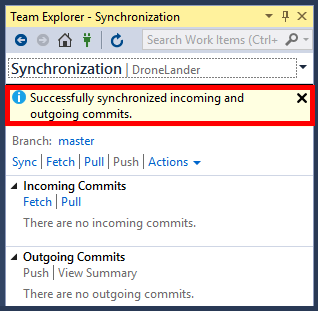 Team Explorer - Synchronization
Search Work Items (Ctrl+
Synchronization | DroneLander
Successfully synchronized incoming and
outgoing commits.
Branch: master
Sync | Fetch | Pull | Push | Actions
Incoming Commits
Fetch | Pull
There are no incoming commits.
Outgoing Commits
Push | View Summary
There are no outgoing commits.